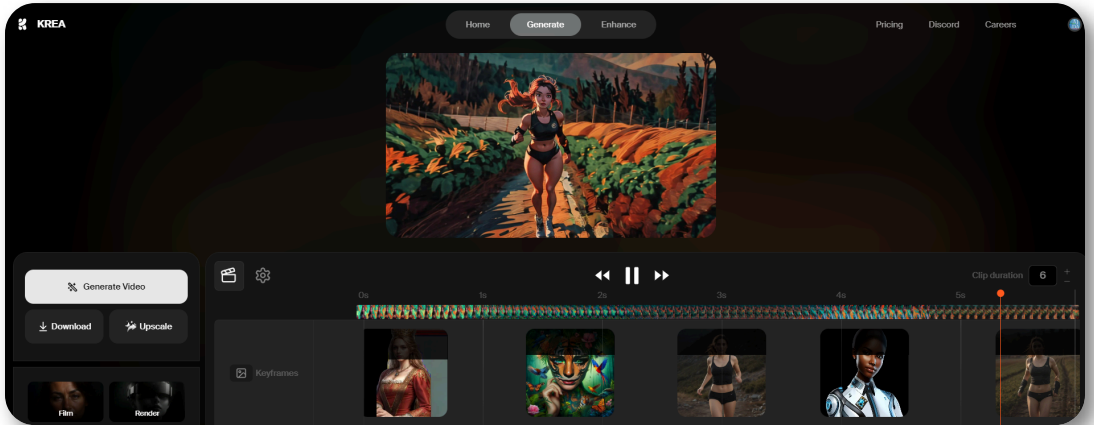 KREA
Home
Generate
Enhance
Pricing
Discord
Careers
Generate Video
Download
Upscale
Clip duration
6
+
−
0s
1s
2s
3s
4s
5s
Keyframes
Film
Render